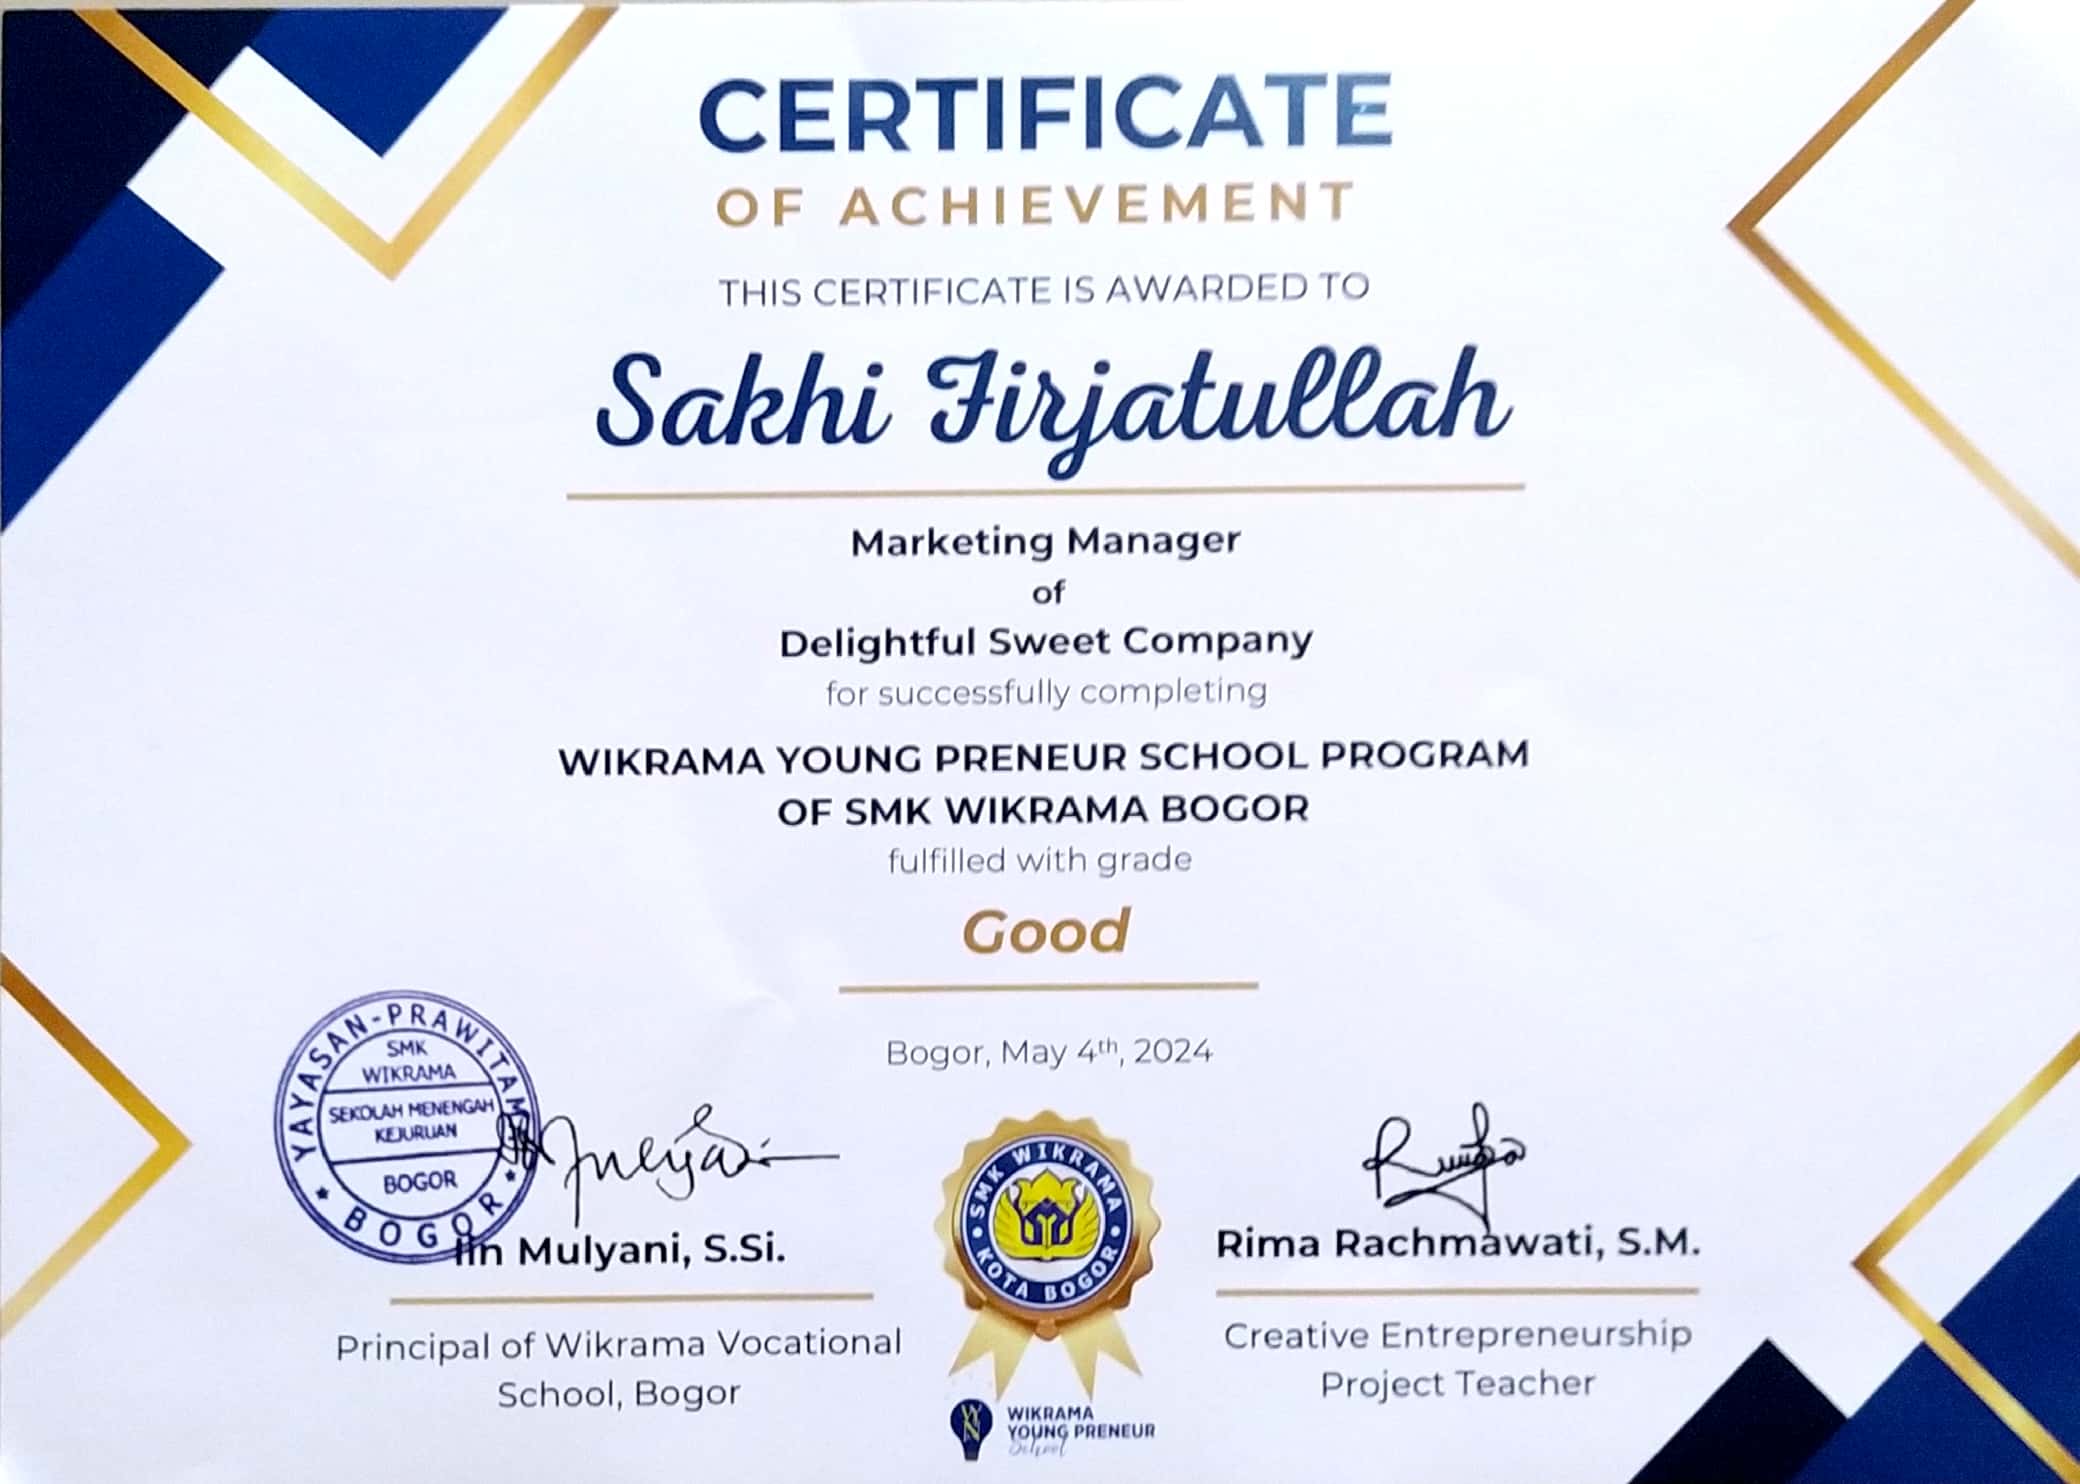 CERTIFICATE
OF ACHIEVEMENT
THIS CERTIFICATE IS AWARDED TO
Sakhi Firjatullah
Marketing Manager
of
Delightful Sweet Company
for successfully completing
WIKRAMA YOUNG PRENEUR SCHOOL PROGRAM
OF SMK WIKRAMA BOGOR
fulfilled with grade
Good
Bogor, May 4th, 2024
YAYASAN-PRAWITAMA
SMK
WIKRAMA
SEKOLAH MENENGAH
KEJURUAN
BOGOR
BOGOR
Iin Mulyani, S.Si.
Principal of Wikrama Vocational
School, Bogor
SMK WIKRAMA
KOTA BOGOR
WIKRAMA
YOUNG PRENEUR
School
Rima Rachmawati, S.M.
Creative Entrepreneurship
Project Teacher